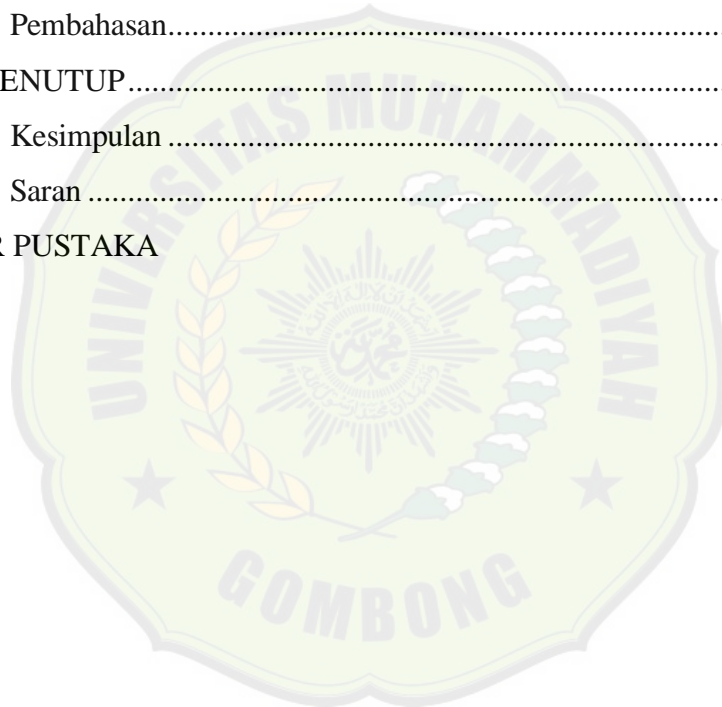 Pembahasan..........................................................................
ENUTUP................................................................................
Kesimpulan..........................................................................
Saran.....................................................................................
R PUSTAKA
UNIVERSITAS MUHAMMADIYAH
GOMBONG